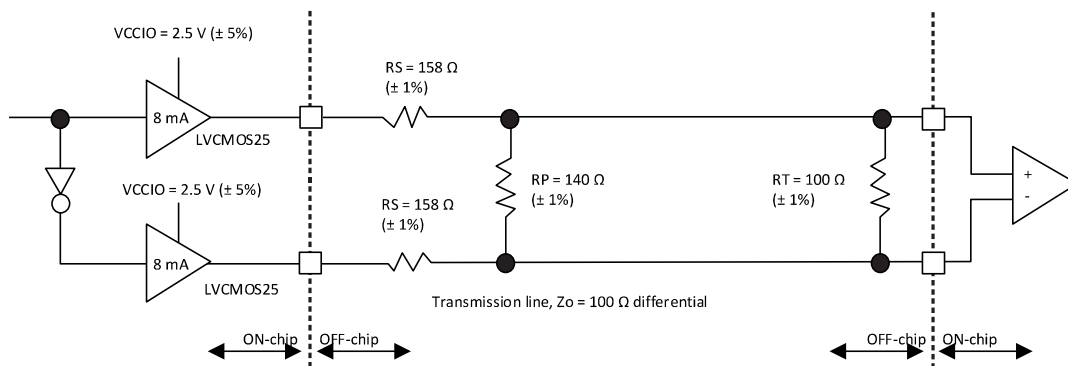 VCCIO = 2.5 V (± 5%)
8 mA
LVCMOS25
RS = 158 Ω
(± 1%)
RP = 140 Ω
(± 1%)
RT = 100 Ω
(± 1%)
+
-
VCCIO = 2.5 V (± 5%)
8 mA
LVCMOS25
RS = 158 Ω
(± 1%)
Transmission line, Zo = 100 Ω differential
ON-chip
OFF-chip
OFF-chip
ON-chip